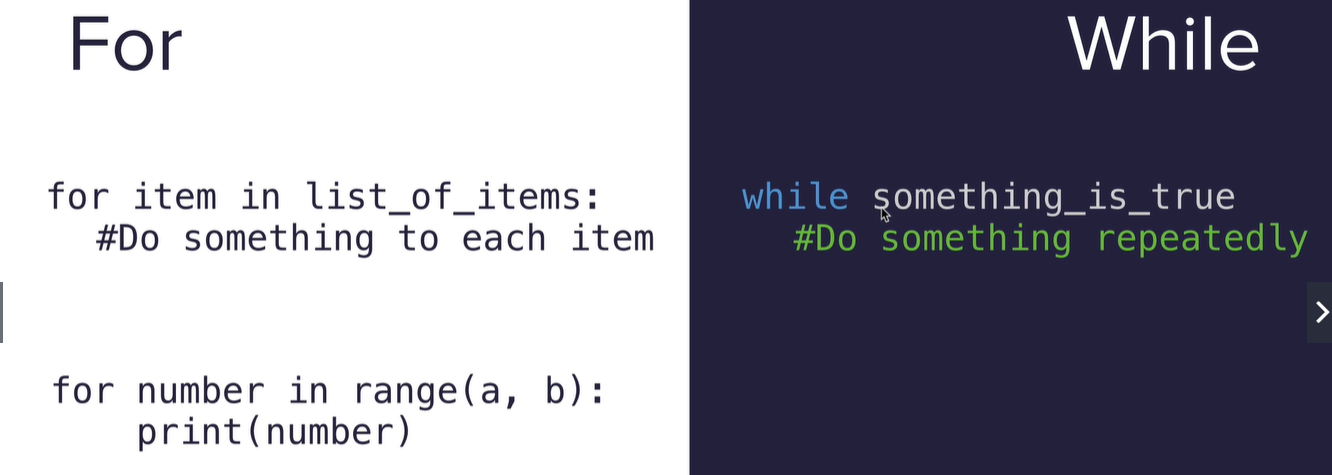 For
for item in list_of_items:
#Do something to each item
for number in range(a, b):
print(number)
While
while something_is_true
#Do something repeatedly